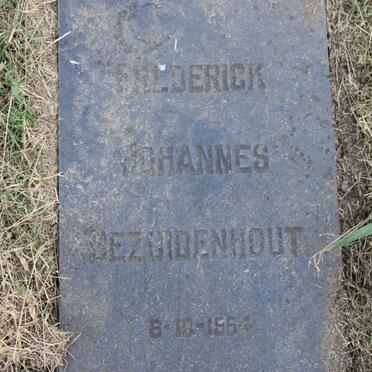 FREDERICK
JOHANNES
BEZUIDENHOUT
6-10-1954